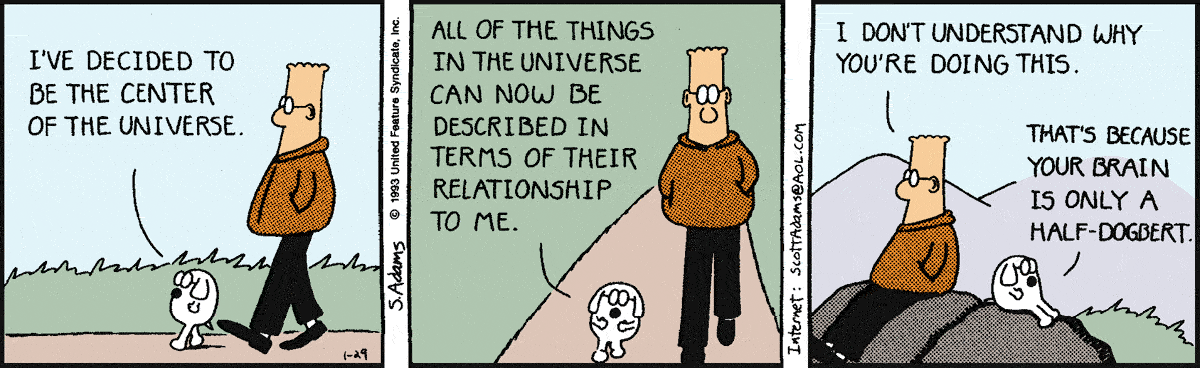 I'VE DECIDED TO
BE THE CENTER
OF THE UNIVERSE.
1-29
S.Adams © 1993 United Feature Syndicate, Inc.
ALL OF THE THINGS
IN THE UNIVERSE
CAN NOW BE
DESCRIBED IN
TERMS OF THEIR
RELATIONSHIP
TO ME.
Internet: SCOTTADAMS@AOL.COM
I DON'T UNDERSTAND WHY
YOU'RE DOING THIS.
THAT'S BECAUSE
YOUR BRAIN
IS ONLY A
HALF-DOGBERT.